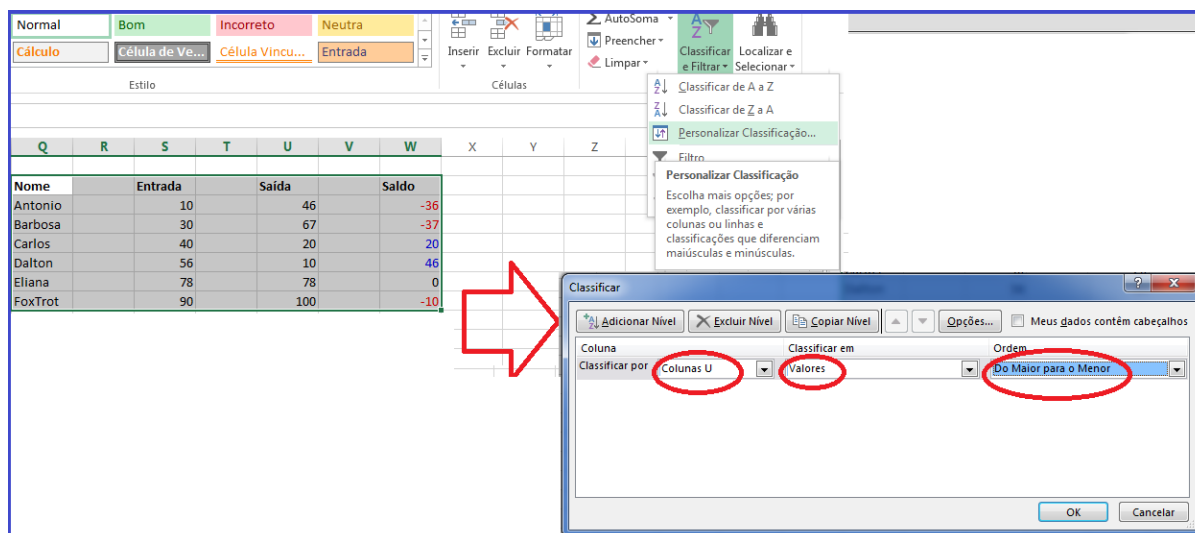 Normal Bom Incorreto Neutra
Cálculo Célula de Ve... Célula Vincu... Entrada
Estilo
Inserir Excluir Formatar
Células
AutoSoma
Preencher
Limpar
Classificar e Filtrar
Localizar e Selecionar
Classificar de A a Z
Classificar de Z a A
Personalizar Classificação...
Filtro
Personalizar Classificação
Escolha mais opções; por
exemplo, classificar por várias
colunas ou linhas e
classificações que diferenciam
maiúsculas e minúsculas.
Q R S T U V W X Y Z
Nome Entrada Saída Saldo
Antonio 10 46 -36
Barbosa 30 67 -37
Carlos 40 20 20
Dalton 56 10 46
Eliana 78 78 0
FoxTrot 90 100 -10
Classificar
Adicionar Nível Excluir Nível Copiar Nível Opções... Meus dados contêm cabeçalhos
Coluna Classificar em Ordem
Classificar por Colunas U Valores Do Maior para o Menor
OK Cancelar